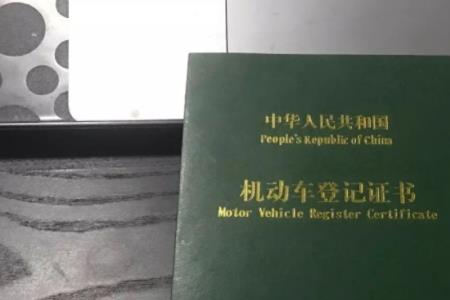 中华人民共和国
People's Republic of China
机动车登记证书
Motor Vehicle Register Certificate